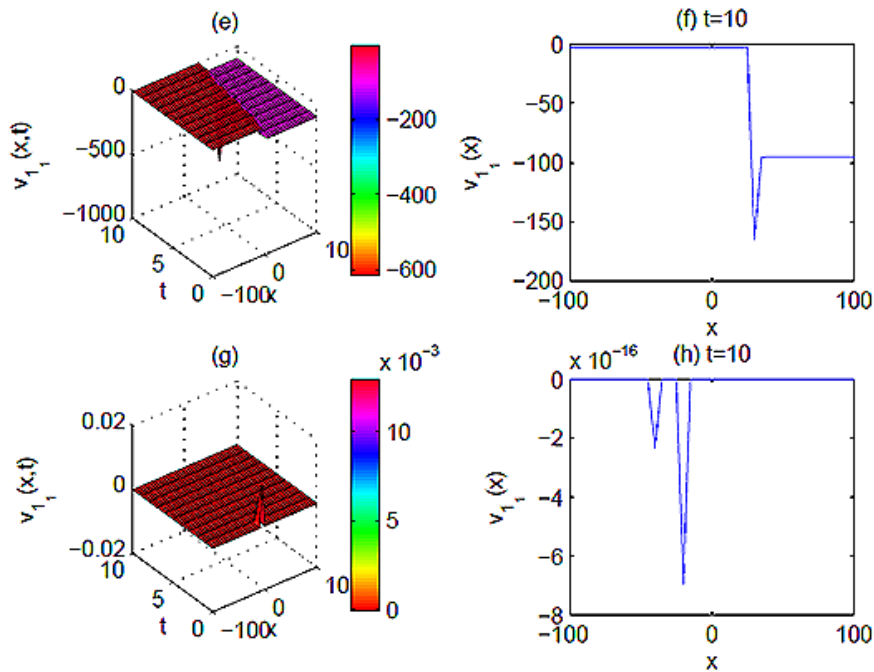 (e)
0
−500
−1000
10
5
0
t
−100x
0
10
v₁₁(x,t)
−200
−400
−600
(f) t=10
0
−50
−100
−150
−200
−100
0
100
x
v₁₁(x)
(g)
0.02
0
−0.02
10
5
0
t
−100x
0
10
v₁₁(x,t)
x 10⁻³
10
5
0
(h) t=10
x 10⁻¹⁶
0
−2
−4
−6
−8
−100
0
100
x
v₁₁(x)